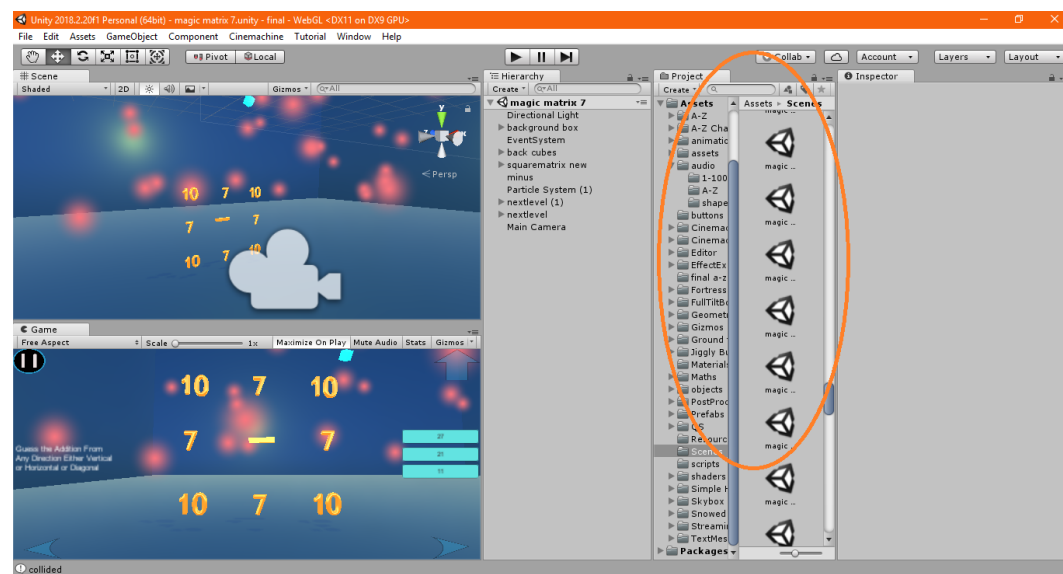 Unity 2018.2.20f1 Personal (64bit) - magic matrix 7.unity - final - WebGL <DX11 on DX9 GPU>
File Edit Assets GameObject Component Cinemachine Tutorial Window Help
Pivot Local Collab Account Layers Layout
Scene
Shaded 2D Gizmos All
y
z
Persp
10 7 10
7 - 7
10 7 10
Game
Free Aspect Scale 1x Maximize On Play Mute Audio Stats Gizmos
10 7 10
7 - 7
10 7 10
Guess the Addition From
Any Direction Either Vertical
or Horizontal or Diagonal
27
21
11
Hierarchy
Create All
magic matrix 7
Directional Light
background box
EventSystem
back cubes
squarematrix new
minus
Particle System (1)
nextlevel (1)
nextlevel
Main Camera
Project
Create
Assets
A-Z
A-Z Cha
animatic
assets
audio
1-100
A-Z
shape
buttons
Cinemac
Cinemac
Editor
EffectEx
final a-z
Fortress
FullTiltBo
Geometr
Gizmos
Ground
Jiggly Bu
Material
Maths
objects
PostProc
Prefabs
QS
Resourc
Scenes
scripts
shaders
Simple H
Skybox
Snowed
Streami
TextMes
Packages
Assets Scenes
magic ..
magic ..
magic ..
magic ..
magic ..
magic ..
magic ..
magic ..
Inspector
collided